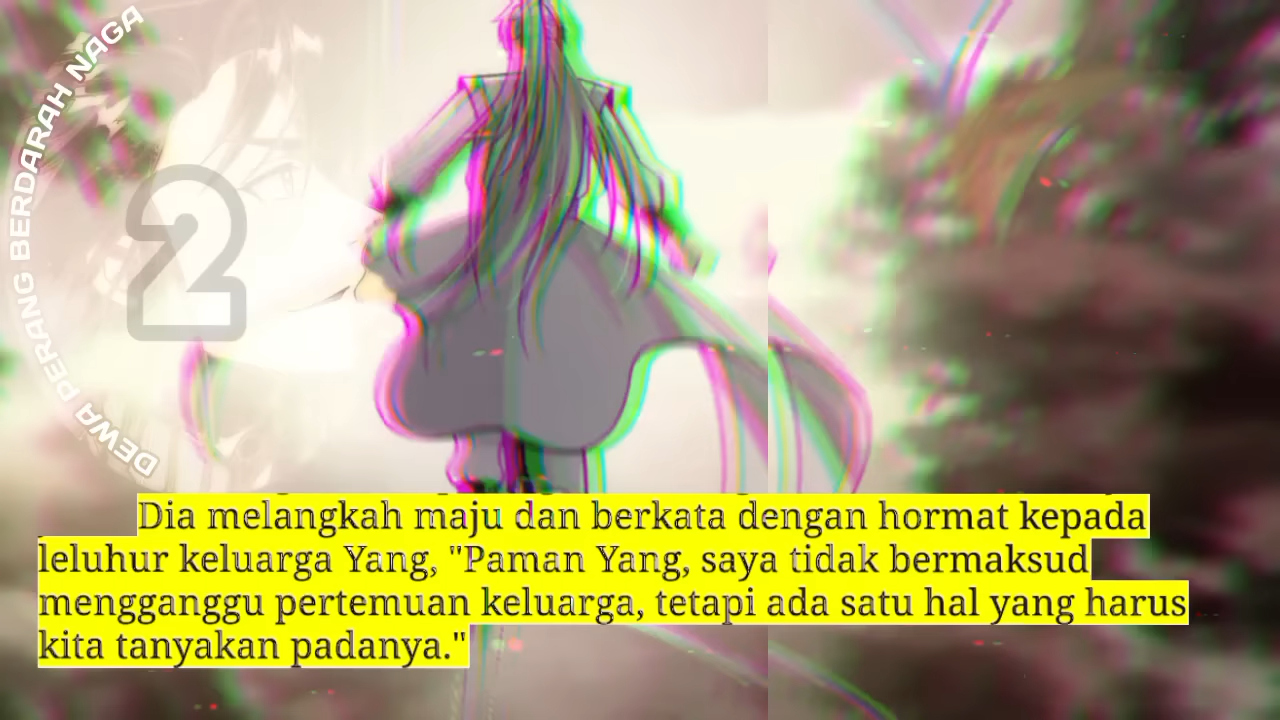 DEWA PERANG BERDARAH NAGA
2
Dia melangkah maju dan berkata dengan hormat kepada
leluhur keluarga Yang, "Paman Yang, saya tidak bermaksud
mengganggu pertemuan keluarga, tetapi ada satu hal yang harus
kita tanyakan padanya."